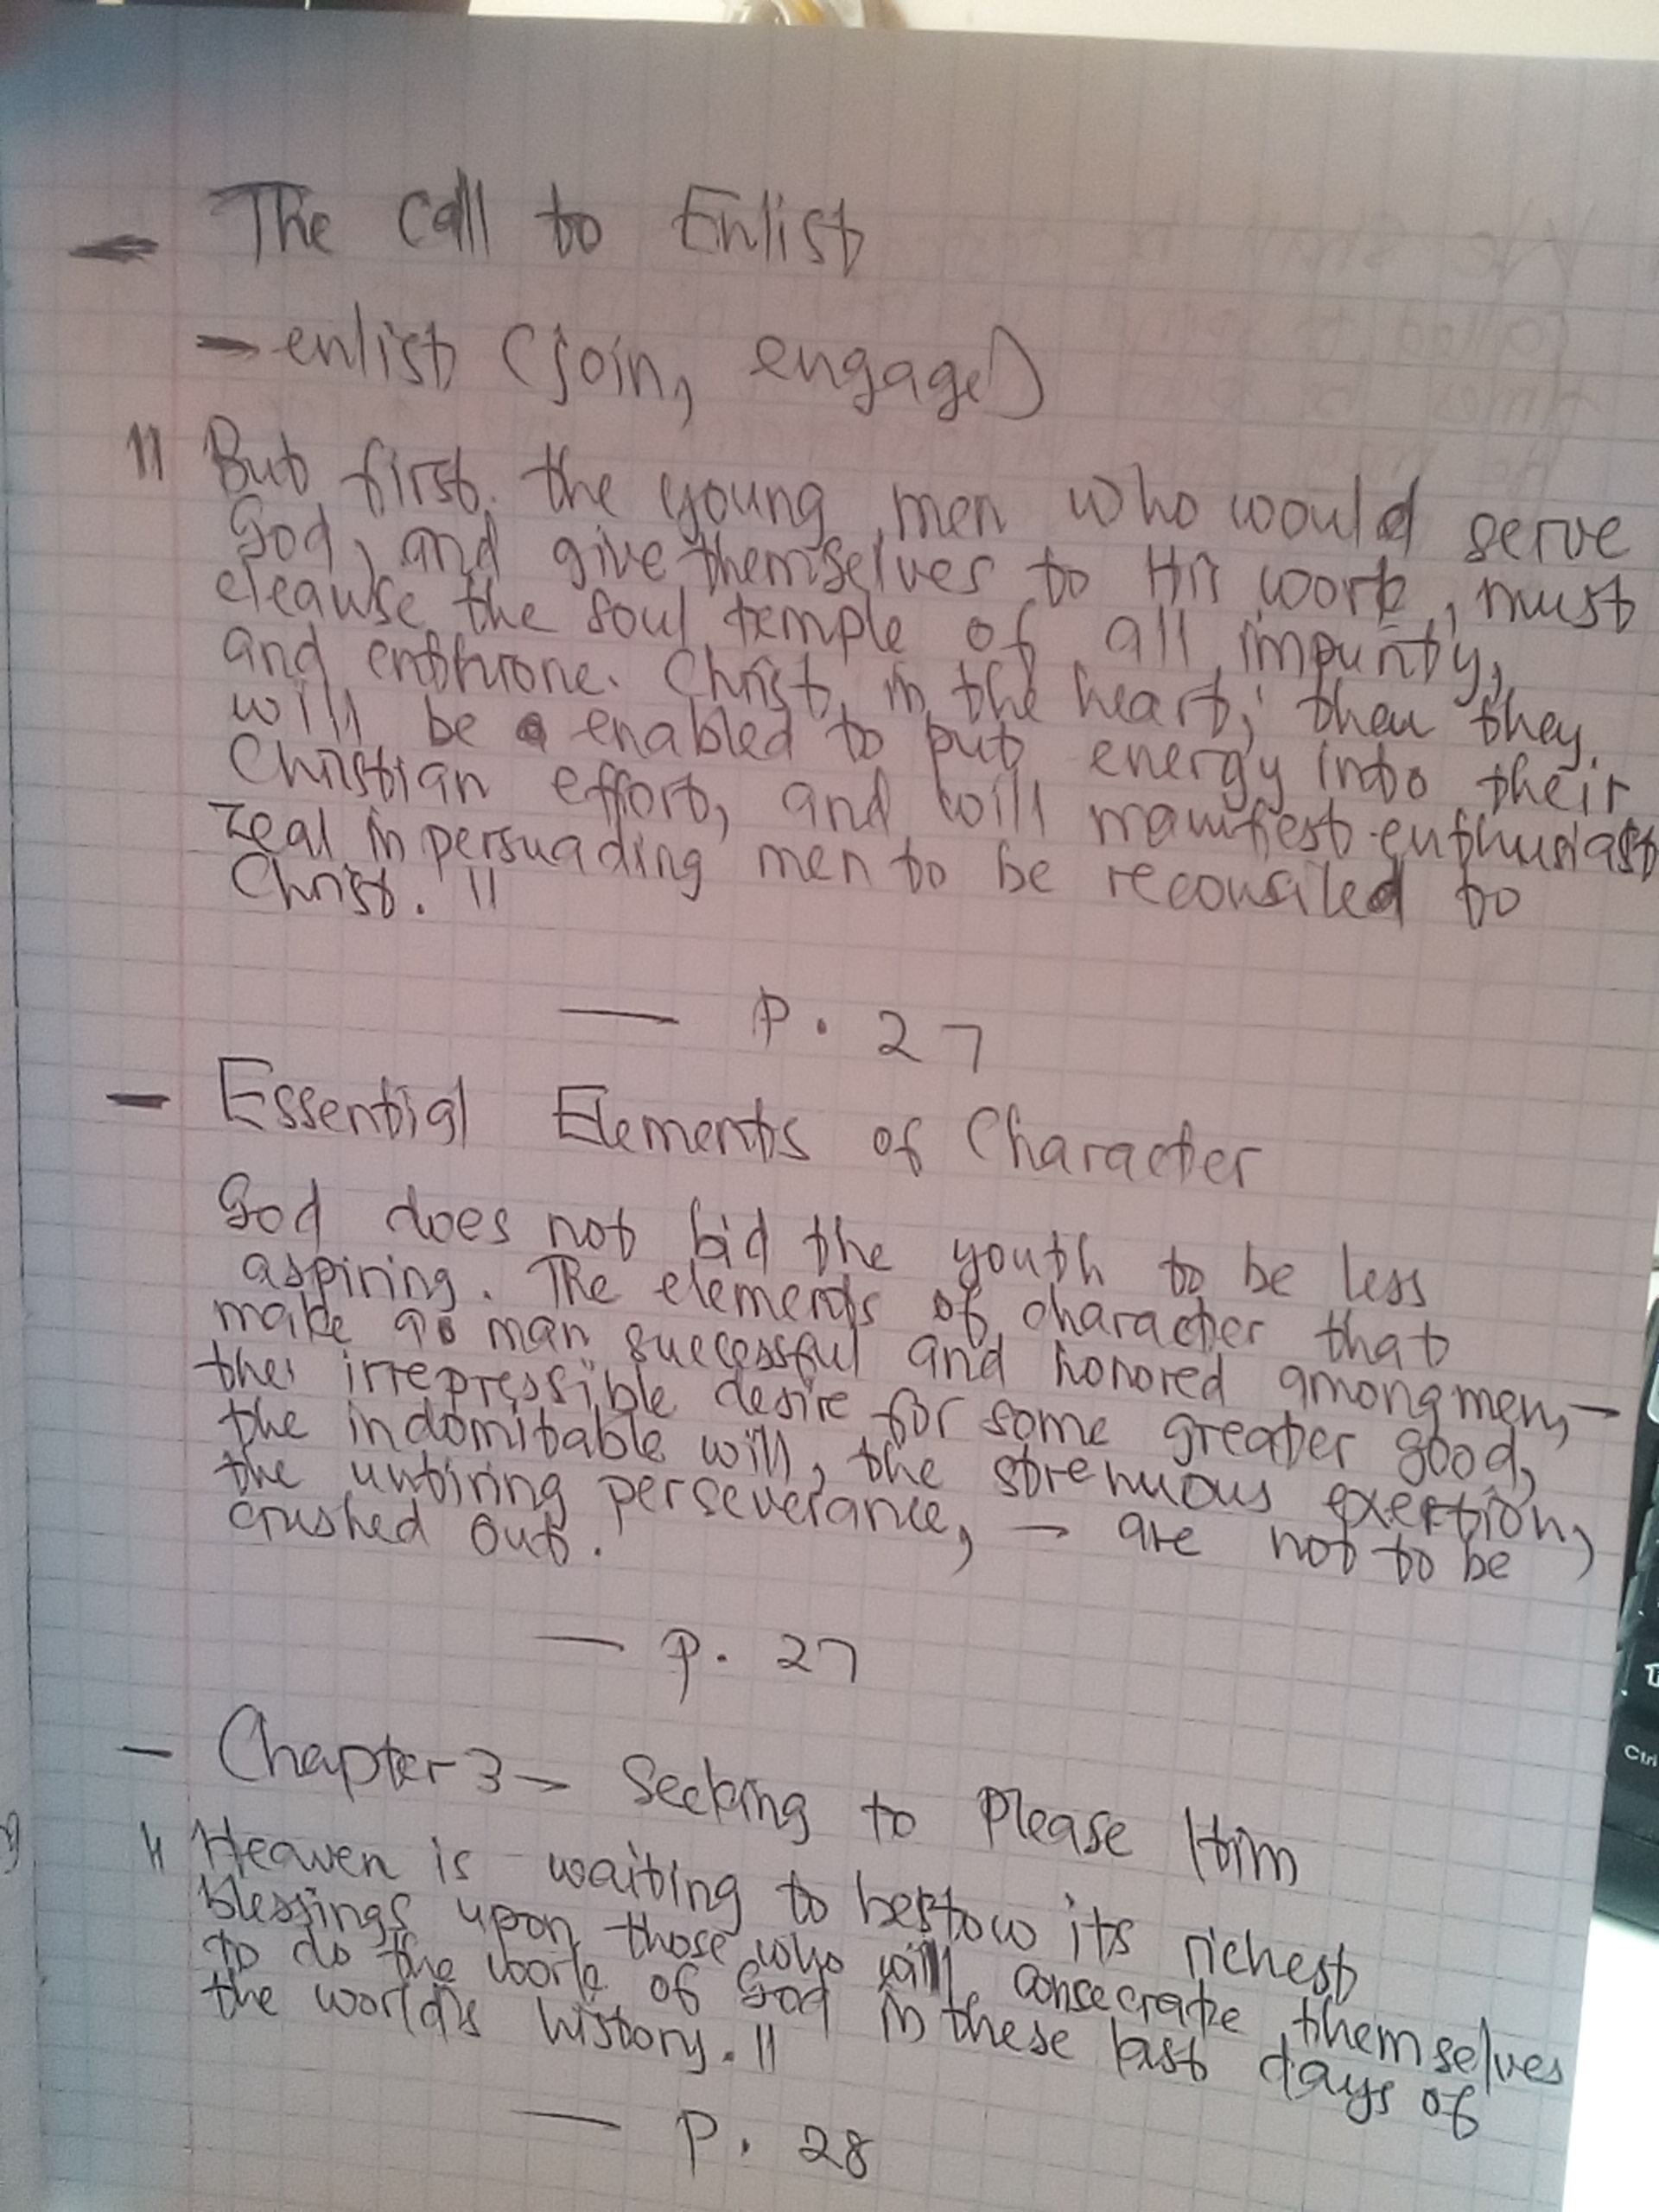 - The call to Enlist
- enlist (join, engage)
" But first. the young men who would serve
God, and give themselves to His work, must
cleanse the soul temple of all impurity,
and enthrone. Christ in the heart; then they
will be enabled to put energy into their
Christian effort, and will manifest enthusiast
zeal in persuading men to be reconsiled to
Christ. "
— P. 27
- Essential Elements of Character
God does not bid the youth to be less
aspiring. The elements of character that
make a man successful and honored among men, -
the irrepressible desire for some greater good,
the indomitable will, the strenuous exertion,
the untiring perseverance, - are not to be
crushed out.
— P. 27
- Chapter 3 - Seeking to Please Him
" Heaven is waiting to bestow its richest
blessings upon those who will consecrate themselves
to do the work of God in these last days of
the world's history. "
— P. 28
Ctrl